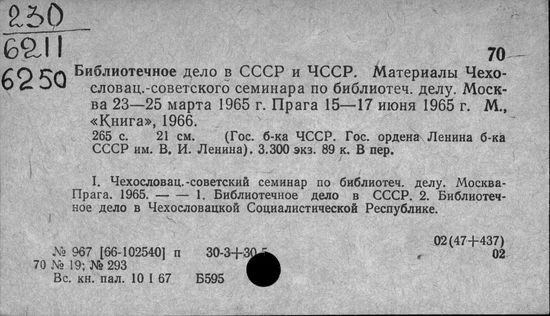 230
6211
6250
70
Библиотечное дело в СССР и ЧССР. Материалы Чехо-
словац.-советского семинара по библиотеч. делу. Моск-
ва 23—25 марта 1965 г. Прага 15—17 июня 1965 г. М.,
«Книга», 1966.
265 с. 21 см. (Гос. б-ка ЧССР. Гос. ордена Ленина б-ка
СССР им. В. И. Ленина). 3.300 экз. 89 к. В пер.
I. Чехословац.-советский семинар по библиотеч. делу. Москва-
Прага. 1965. — — 1. Библиотечное дело в СССР. 2. Библиотеч-
ное дело в Чехословацкой Социалистической Республике.
02(47+437)
№ 967 [66-102540] п 30-3+30-5 02
70 № 19; № 293
Вс. кн. пал. 10 I 67 Б595